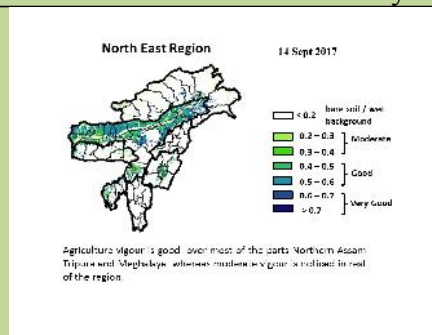 North East Region
14 Sept 2017
< 0.2 bare soil / wet
background
0.2 – 0.3
Moderate
0.3 – 0.4
0.4 – 0.5
Good
0.5 – 0.6
0.6 – 0.7
Very Good
> 0.7
Agriculture vigour is good over most of the parts Northern Assam
Tripura and Meghalaya whereas moderate vigour is noticed in rest
of the region.